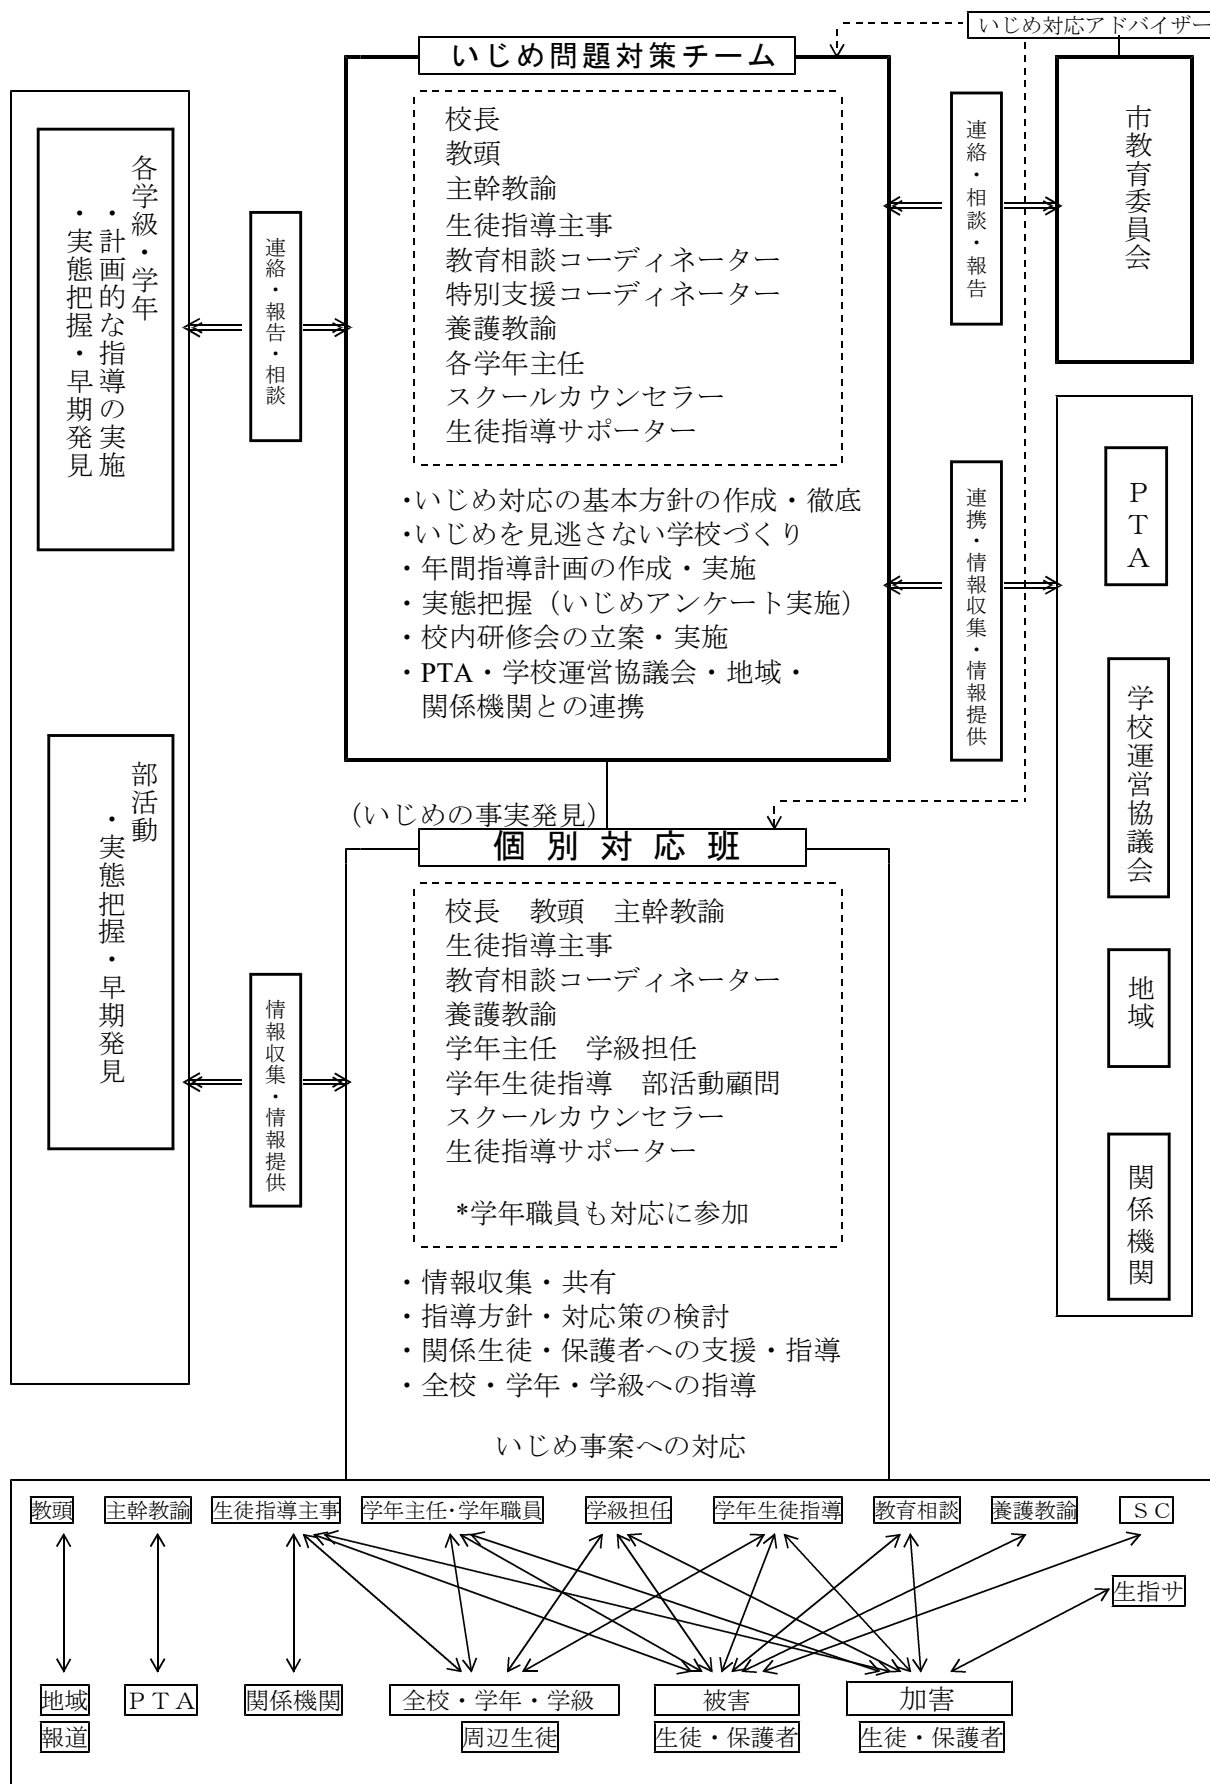 いじめ対応アドバイザー
いじめ問題対策チーム
校長
教頭
主幹教諭
生徒指導主事
教育相談コーディネーター
特別支援コーディネーター
養護教諭
各学年主任
スクールカウンセラー
生徒指導サポーター
・いじめ対応の基本方針の作成・徹底
・いじめを見逃さない学校づくり
・年間指導計画の作成・実施
・実態把握（いじめアンケート実施）
・校内研修会の立案・実施
・PTA・学校運営協議会・地域・
関係機関との連携
各学級・学年
・計画的な指導の実施
・実態把握・早期発見
連絡・報告・相談
部活動
・実態把握・早期発見
情報収集・情報提供
連絡・相談・報告
市教育委員会
連携・情報収集・情報提供
ＰＴＡ
学校運営協議会
地域
関係機関
（いじめの事実発見）
個別対応班
校長　教頭　主幹教諭
生徒指導主事
教育相談コーディネーター
養護教諭
学年主任　学級担任
学年生徒指導　部活動顧問
スクールカウンセラー
生徒指導サポーター
*学年職員も対応に参加
・情報収集・共有
・指導方針・対応策の検討
・関係生徒・保護者への支援・指導
・全校・学年・学級への指導
いじめ事案への対応
教頭　主幹教諭　生徒指導主事　学年主任・学年職員　学級担任　学年生徒指導　教育相談　養護教諭　ＳＣ
生指サ
地域　ＰＴＡ　関係機関　全校・学年・学級　被害　加害
報道　周辺生徒　生徒・保護者　生徒・保護者